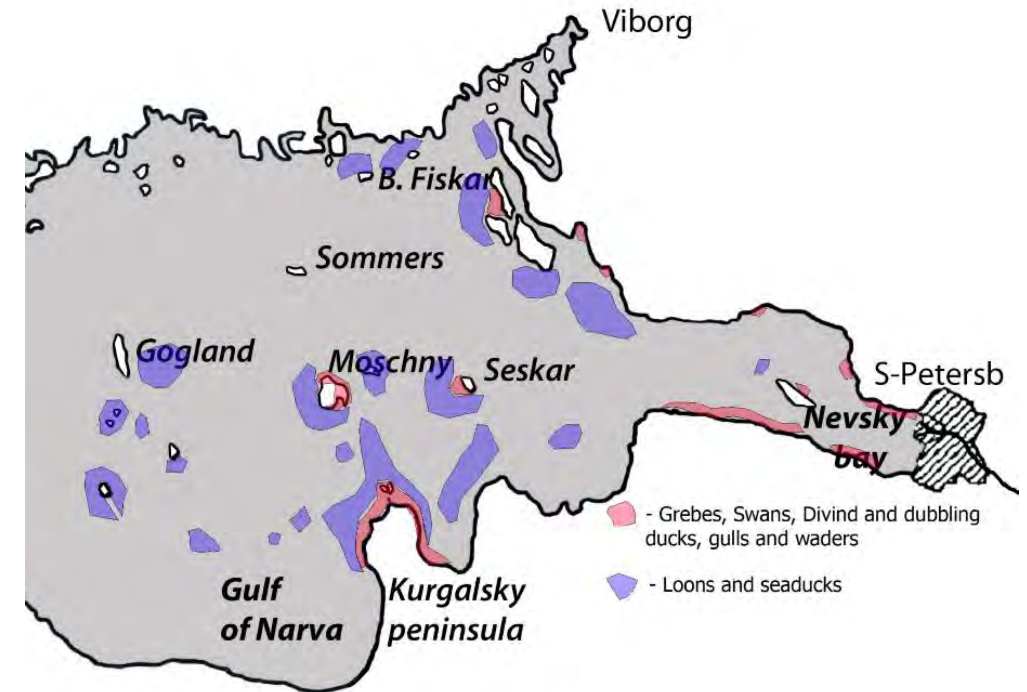 Viborg
B. Fiskar
Sommers
Gogland
Moschny
Seskar
S-Petersb
Nevsky
bay
- Grebes, Swans, Divind and dubbling
ducks, gulls and waders
- Loons and seaducks
Gulf
of Narva
Kurgalsky
peninsula